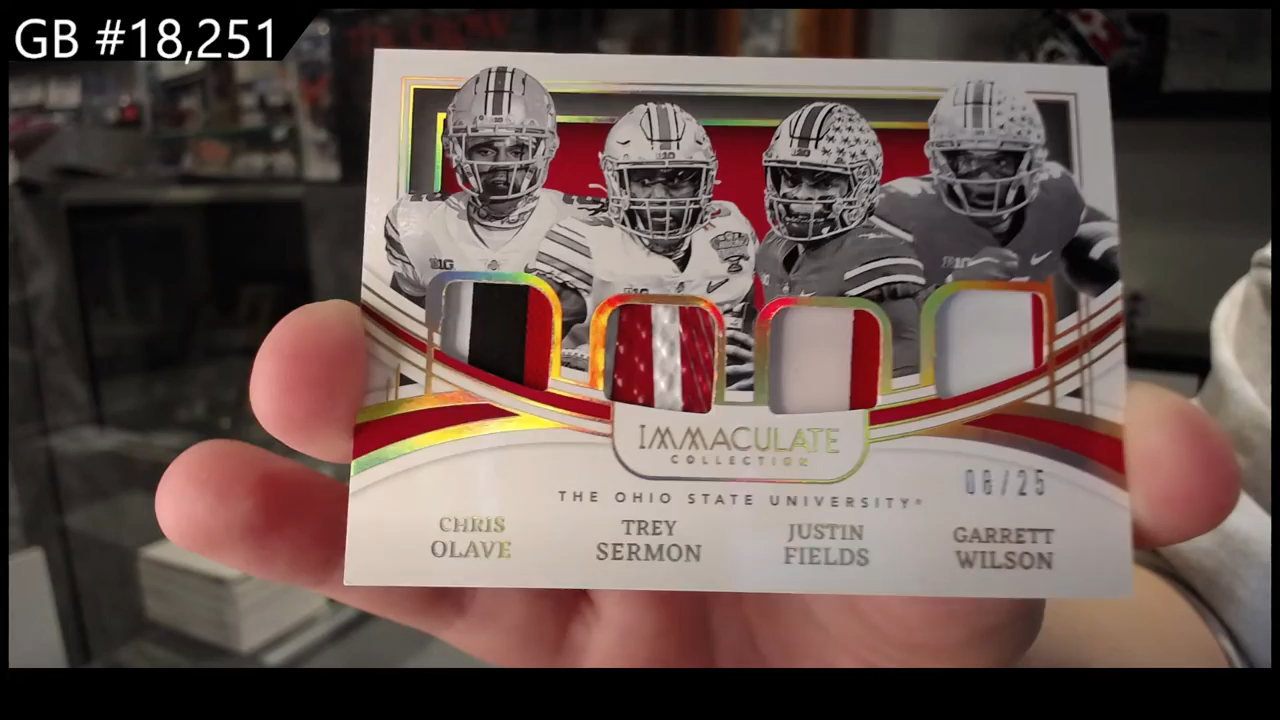 GB #18,251
IMMACULATE
COLLECTION
08/25
THE OHIO STATE UNIVERSITY®
CHRIS
OLAVE
TREY
SERMON
JUSTIN
FIELDS
GARRETT
WILSON